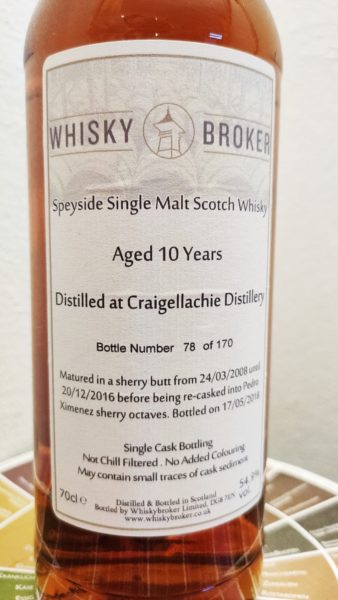 WHISKY BROKER
Speyside Single Malt Scotch Whisky
Aged 10 Years
Distilled at Craigellachie Distillery
Bottle Number 78 of 170
Matured in a sherry butt from 24/03/2008 until
20/12/2016 before being re-casked into Pedro
Ximenez sherry octaves. Bottled on 17/05/2018
Single Cask Bottling
Not Chill Filtered . No Added Colouring
May contain small traces of cask sediment
70cl e
Distilled & Bottled in Scotland
Bottled by Whiskybroker Limited, DG8 7EN
www.whiskybroker.co.uk
vol.